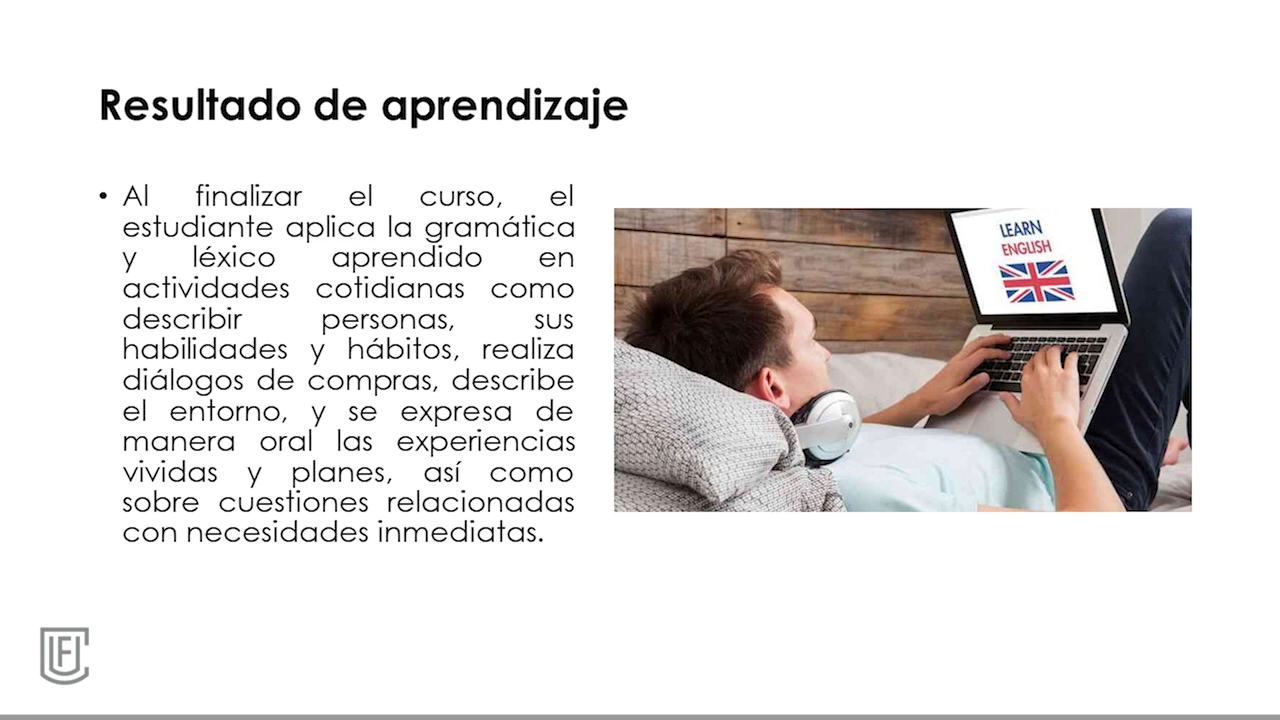 Resultado de aprendizaje
• Al finalizar el curso, el
estudiante aplica la gramática
y léxico aprendido en
actividades cotidianas como
describir personas, sus
habilidades y hábitos, realiza
diálogos de compras, describe
el entorno, y se expresa de
manera oral las experiencias
vividas y planes, así como
sobre cuestiones relacionadas
con necesidades inmediatas.
LEARN
ENGLISH